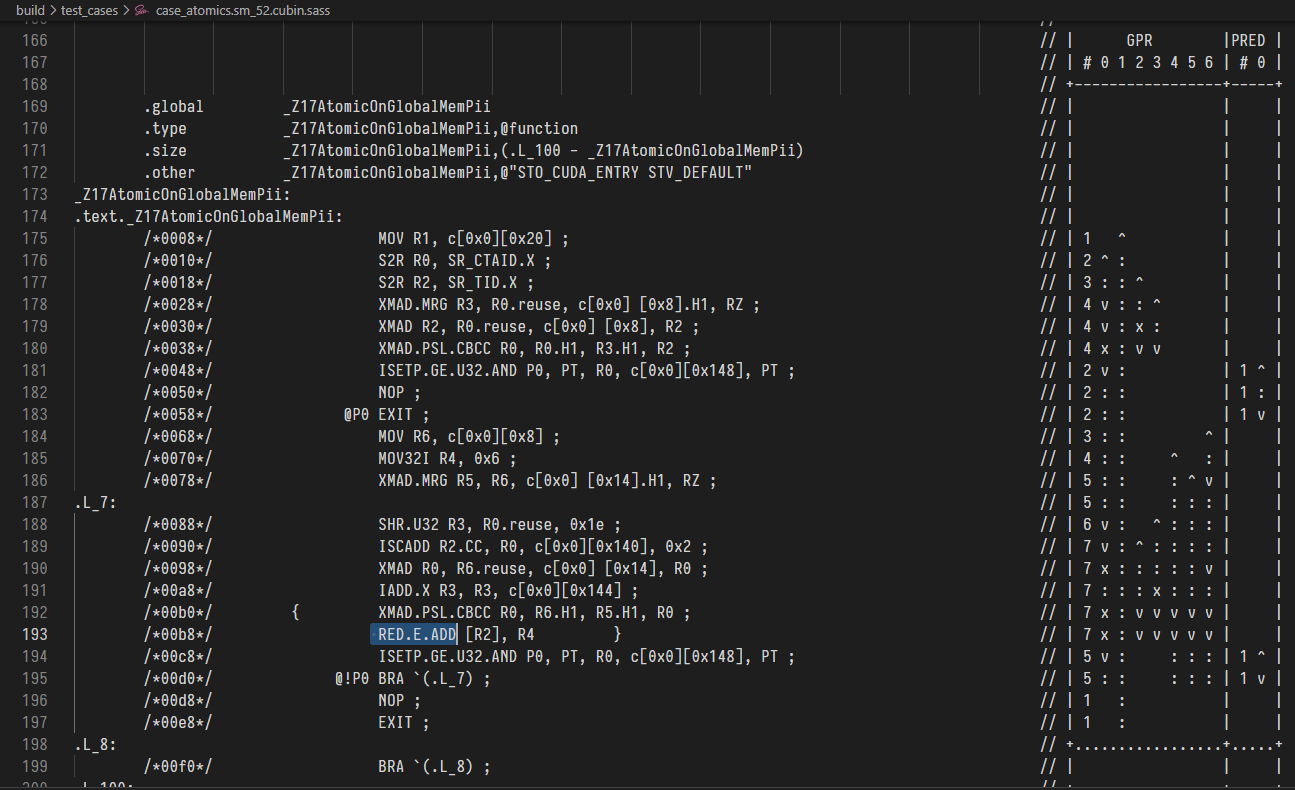 build > test_cases > case_atomics.sm_52.cubin.sass
166 // | GPR |PRED |
167 // | # 0 1 2 3 4 5 6 | # 0 |
168 // +-----------------+-----+
169 .global _Z17AtomicOnGlobalMemPii // | | |
170 .type _Z17AtomicOnGlobalMemPii,@function // | | |
171 .size _Z17AtomicOnGlobalMemPii,(.L_100 - _Z17AtomicOnGlobalMemPii) // | | |
172 .other _Z17AtomicOnGlobalMemPii,@"STO_CUDA_ENTRY STV_DEFAULT" // | | |
173 _Z17AtomicOnGlobalMemPii: // | | |
174 .text._Z17AtomicOnGlobalMemPii: // | | |
175 /*0008*/ MOV R1, c[0x0][0x20] ; // | 1 ^ | |
176 /*0010*/ S2R R0, SR_CTAID.X ; // | 2 ^ : | |
177 /*0018*/ S2R R2, SR_TID.X ; // | 3 : : ^ | |
178 /*0028*/ XMAD.MRG R3, R0.reuse, c[0x0] [0x8].H1, RZ ; // | 4 v : : ^ | |
179 /*0030*/ XMAD R2, R0.reuse, c[0x0] [0x8], R2 ; // | 4 v : x : | |
180 /*0038*/ XMAD.PSL.CBCC R0, R0.H1, R3.H1, R2 ; // | 4 x : v v | |
181 /*0048*/ ISETP.GE.U32.AND P0, PT, R0, c[0x0][0x148], PT ; // | 2 v : | 1 ^ |
182 /*0050*/ NOP ; // | 2 : : | 1 : |
183 /*0058*/ @P0 EXIT ; // | 2 : : | 1 v |
184 /*0068*/ MOV R6, c[0x0][0x8] ; // | 3 : : ^ | |
185 /*0070*/ MOV32I R4, 0x6 ; // | 4 : : ^ : | |
186 /*0078*/ XMAD.MRG R5, R6, c[0x0] [0x14].H1, RZ ; // | 5 : : : ^ v | |
187 .L_7: // | 5 : : : : : | |
188 /*0088*/ SHR.U32 R3, R0.reuse, 0x1e ; // | 6 v : ^ : : : | |
189 /*0090*/ ISCADD R2.CC, R0, c[0x0][0x140], 0x2 ; // | 7 v : ^ : : : : | |
190 /*0098*/ XMAD R0, R6.reuse, c[0x0] [0x14], R0 ; // | 7 x : : : : : v | |
191 /*00a8*/ IADD.X R3, R3, c[0x0][0x144] ; // | 7 : : : x : : : | |
192 /*00b0*/ { XMAD.PSL.CBCC R0, R6.H1, R5.H1, R0 ; // | 7 x : v v v v v | |
193 /*00b8*/ RED.E.ADD [R2], R4 } // | 7 x : v v v v v | |
194 /*00c8*/ ISETP.GE.U32.AND P0, PT, R0, c[0x0][0x148], PT ; // | 5 v : : : : | 1 ^ |
195 /*00d0*/ @!P0 BRA `(.L_7) ; // | 5 : : : : : | 1 v |
196 /*00d8*/ NOP ; // | 1 : | |
197 /*00e8*/ EXIT ; // | 1 : | |
198 .L_8: // +.................+.....+
199 /*00f0*/ BRA `(.L_8) ; // | | |